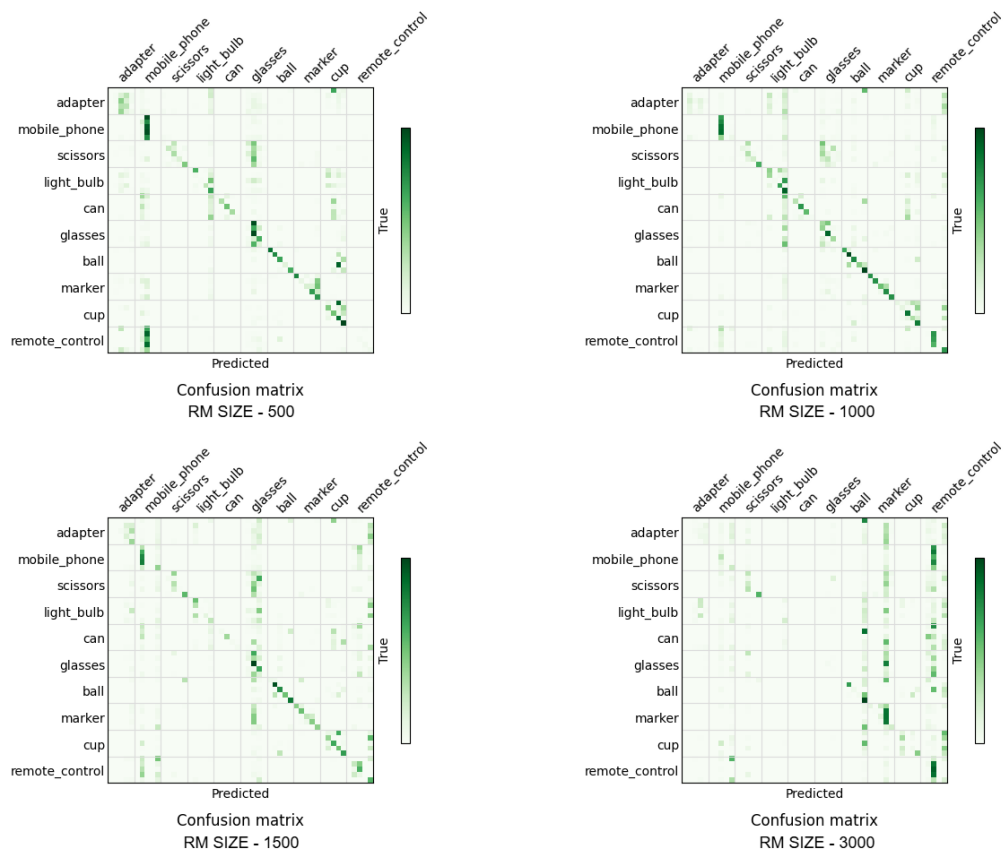 adapter
mobile_phone
scissors
light_bulb
can
glasses
ball
marker
cup
remote_control
adapter
mobile_phone
scissors
light_bulb
can
glasses
ball
marker
cup
remote_control
True
Predicted
Confusion matrix
RM SIZE - 500
adapter
mobile_phone
scissors
light_bulb
can
glasses
ball
marker
cup
remote_control
adapter
mobile_phone
scissors
light_bulb
can
glasses
ball
marker
cup
remote_control
True
Predicted
Confusion matrix
RM SIZE - 1000
adapter
mobile_phone
scissors
light_bulb
can
glasses
ball
marker
cup
remote_control
adapter
mobile_phone
scissors
light_bulb
can
glasses
ball
marker
cup
remote_control
True
Predicted
Confusion matrix
RM SIZE - 1500
adapter
mobile_phone
scissors
light_bulb
can
glasses
ball
marker
cup
remote_control
adapter
mobile_phone
scissors
light_bulb
can
glasses
ball
marker
cup
remote_control
True
Predicted
Confusion matrix
RM SIZE - 3000